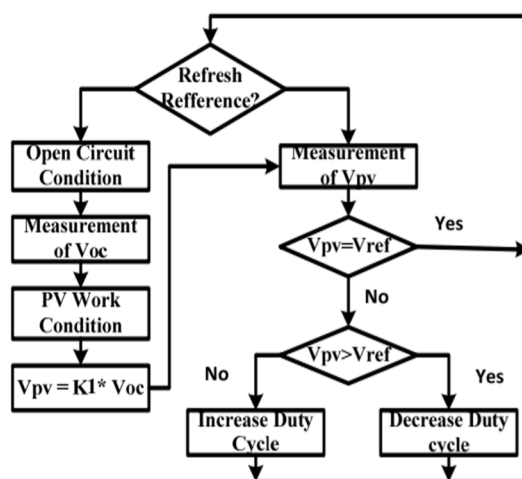 Refresh
Refference?
Open Circuit
Condition
Measurement
of Voc
PV Work
Condition
Vpv = K1* Voc
Measurement
of Vpv
Vpv=Vref
Yes
No
Vpv>Vref
No
Yes
Increase Duty
Cycle
Decrease Duty
cycle